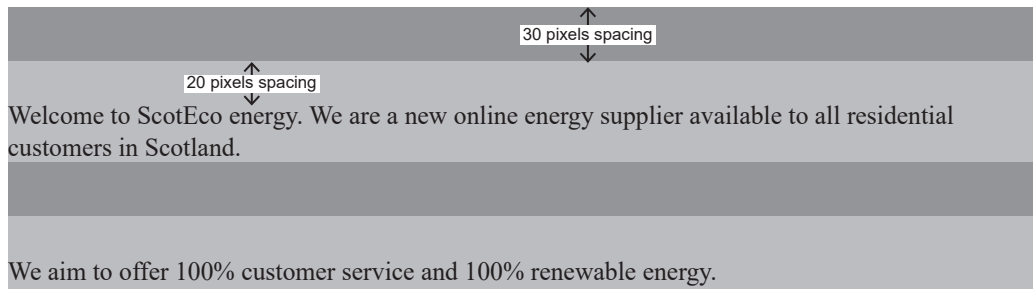 30 pixels spacing
20 pixels spacing
Welcome to ScotEco energy. We are a new online energy supplier available to all residential
customers in Scotland.
We aim to offer 100% customer service and 100% renewable energy.